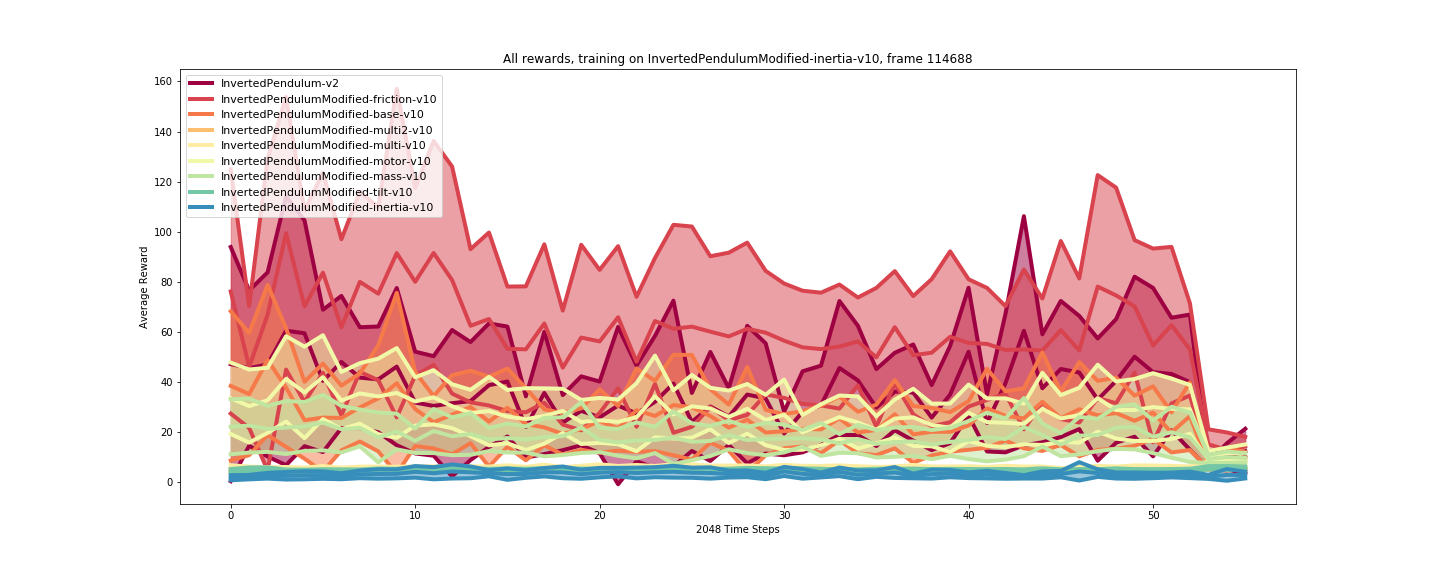 All rewards, training on InvertedPendulumModified-inertia-v10, frame 114688
160
140
120
100
80
60
40
20
0
Average Reward
InvertedPendulum-v2
InvertedPendulumModified-friction-v10
InvertedPendulumModified-base-v10
InvertedPendulumModified-multi2-v10
InvertedPendulumModified-multi-v10
InvertedPendulumModified-motor-v10
InvertedPendulumModified-mass-v10
InvertedPendulumModified-tilt-v10
InvertedPendulumModified-inertia-v10
0 10 20 30 40 50
2048 Time Steps